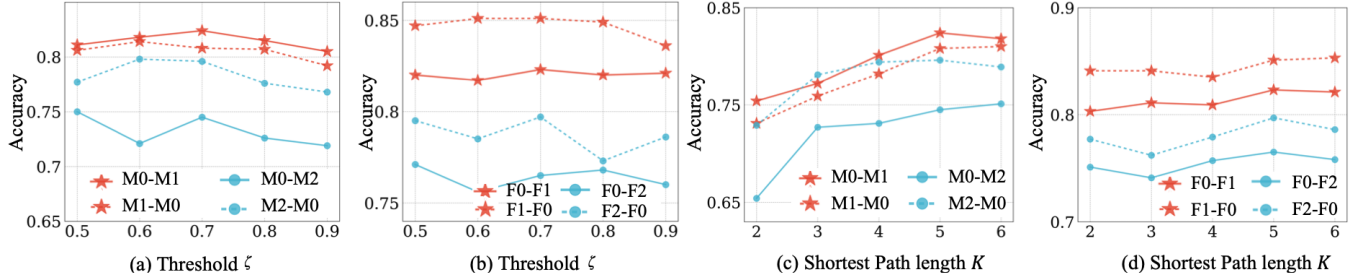 Accuracy
0.8
0.75
0.7
0.65
M0-M1
M0-M2
M1-M0
M2-M0
0.5 0.6 0.7 0.8 0.9
(a) Threshold ζ
Accuracy
0.85
0.8
0.75
F0-F1
F0-F2
F1-F0
F2-F0
0.5 0.6 0.7 0.8 0.9
(b) Threshold ζ
Accuracy
0.85
0.75
0.65
M0-M1
M0-M2
M1-M0
M2-M0
2 3 4 5 6
(c) Shortest Path length K
Accuracy
0.9
0.8
0.7
F0-F1
F0-F2
F1-F0
F2-F0
2 3 4 5 6
(d) Shortest Path length K